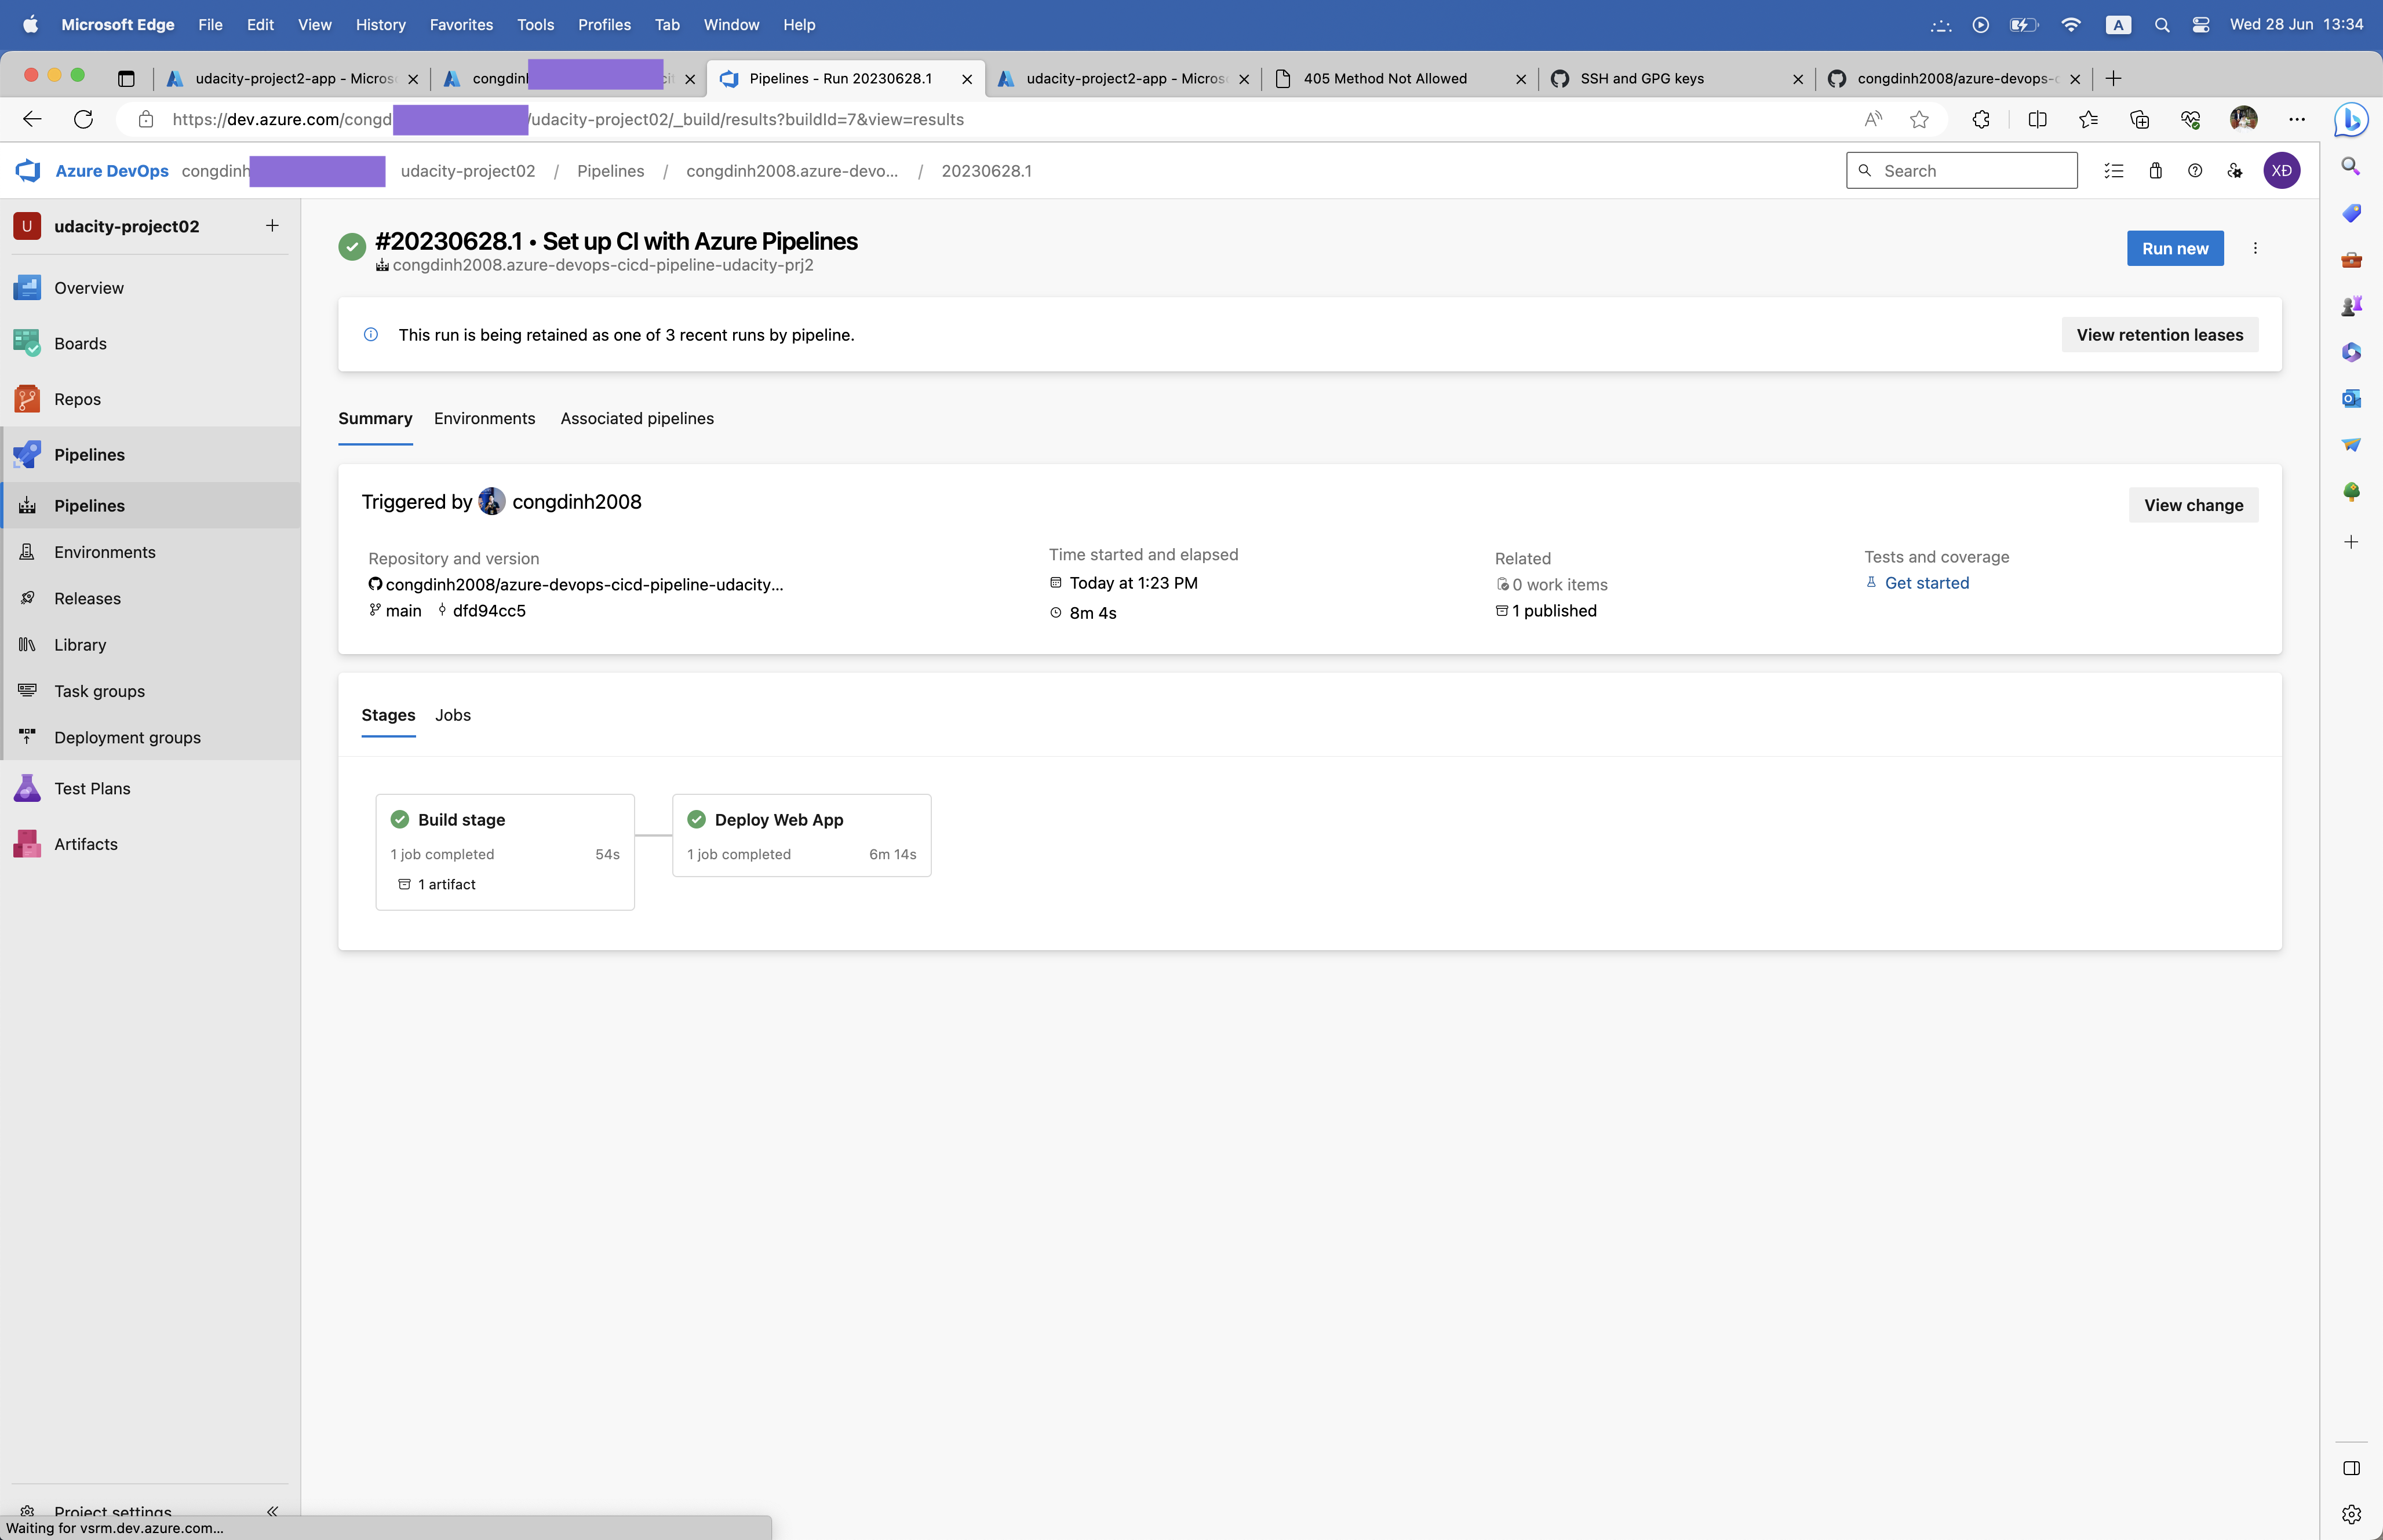 Microsoft Edge File Edit View History Favorites Tools Profiles Tab Window Help A Wed 28 Jun 13:34
udacity-project2-app - Micros congdinh Pipelines - Run 20230628.1 udacity-project2-app - Micros 405 Method Not Allowed SSH and GPG keys congdinh2008/azure-devops-c
https://dev.azure.com/congd /udacity-project02/_build/results?buildId=7&view=results
Azure DevOps congdinh udacity-project02 / Pipelines / congdinh2008.azure-devo... / 20230628.1 Search XĐ
U udacity-project02
Overview
Boards
Repos
Pipelines
Pipelines
Environments
Releases
Library
Task groups
Deployment groups
Test Plans
Artifacts
Project settings
Waiting for vsrm.dev.azure.com...
#20230628.1 • Set up CI with Azure Pipelines
congdinh2008.azure-devops-cicd-pipeline-udacity-prj2
Run new
This run is being retained as one of 3 recent runs by pipeline.
View retention leases
Summary Environments Associated pipelines
Triggered by congdinh2008
View change
Repository and version
congdinh2008/azure-devops-cicd-pipeline-udacity...
main dfd94cc5
Time started and elapsed
Today at 1:23 PM
8m 4s
Related
0 work items
1 published
Tests and coverage
Get started
Stages Jobs
Build stage
1 job completed 54s
1 artifact
Deploy Web App
1 job completed 6m 14s